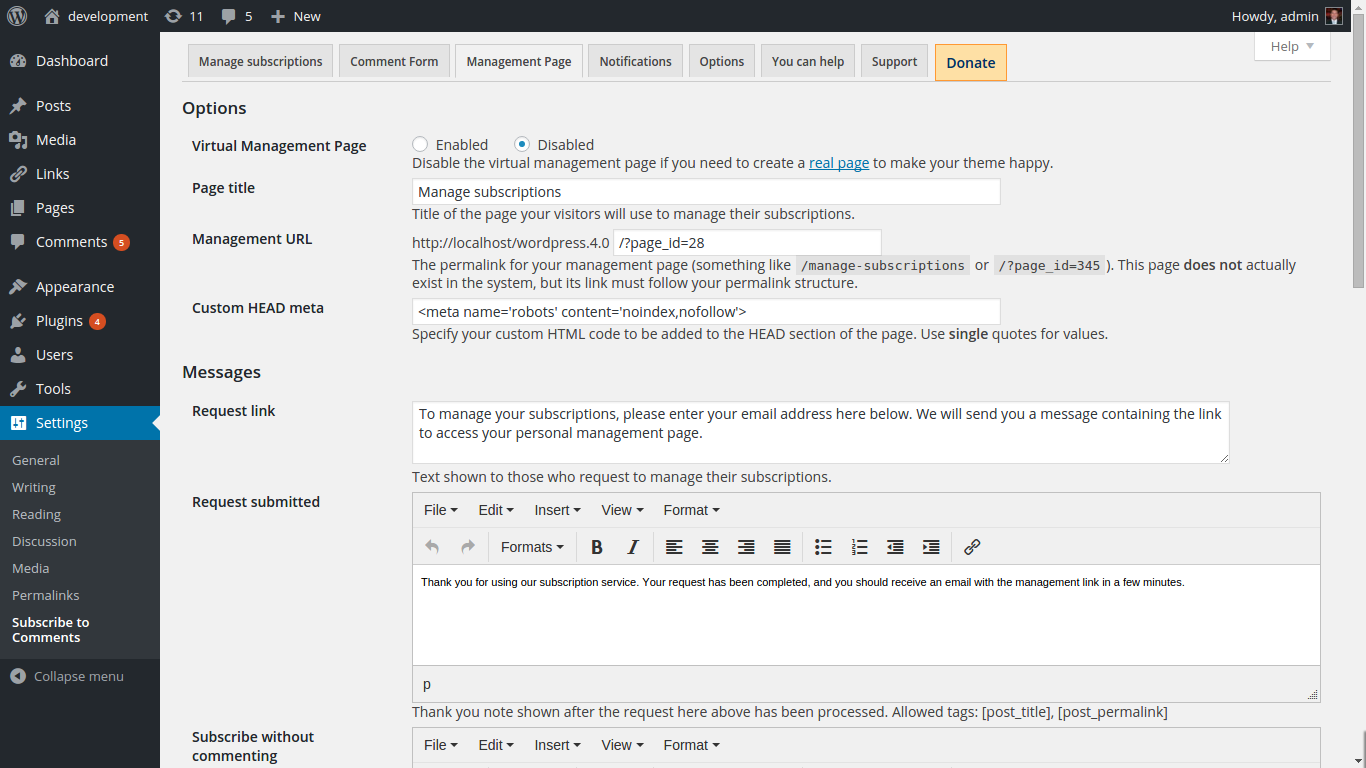 development 11 5 New Howdy, admin
Help
Dashboard
Posts
Media
Links
Pages
Comments 5
Appearance
Plugins 4
Users
Tools
Settings
General
Writing
Reading
Discussion
Media
Permalinks
Subscribe to
Comments
Collapse menu
Manage subscriptions Comment Form Management Page Notifications Options You can help Support Donate
Options
Virtual Management Page Enabled Disabled
Disable the virtual management page if you need to create a real page to make your theme happy.
Page title Manage subscriptions
Title of the page your visitors will use to manage their subscriptions.
Management URL http://localhost/wordpress.4.0 /?page_id=28
The permalink for your management page (something like /manage-subscriptions or /?page_id=345 ). This page does not actually
exist in the system, but its link must follow your permalink structure.
Custom HEAD meta <meta name='robots' content='noindex,nofollow'>
Specify your custom HTML code to be added to the HEAD section of the page. Use single quotes for values.
Messages
Request link To manage your subscriptions, please enter your email address here below. We will send you a message containing the link
to access your personal management page.
Text shown to those who request to manage their subscriptions.
Request submitted File Edit Insert View Format
Formats B I
Thank you for using our subscription service. Your request has been completed, and you should receive an email with the management link in a few minutes.
p
Thank you note shown after the request here above has been processed. Allowed tags: [post_title], [post_permalink]
Subscribe without File Edit Insert View Format
commenting